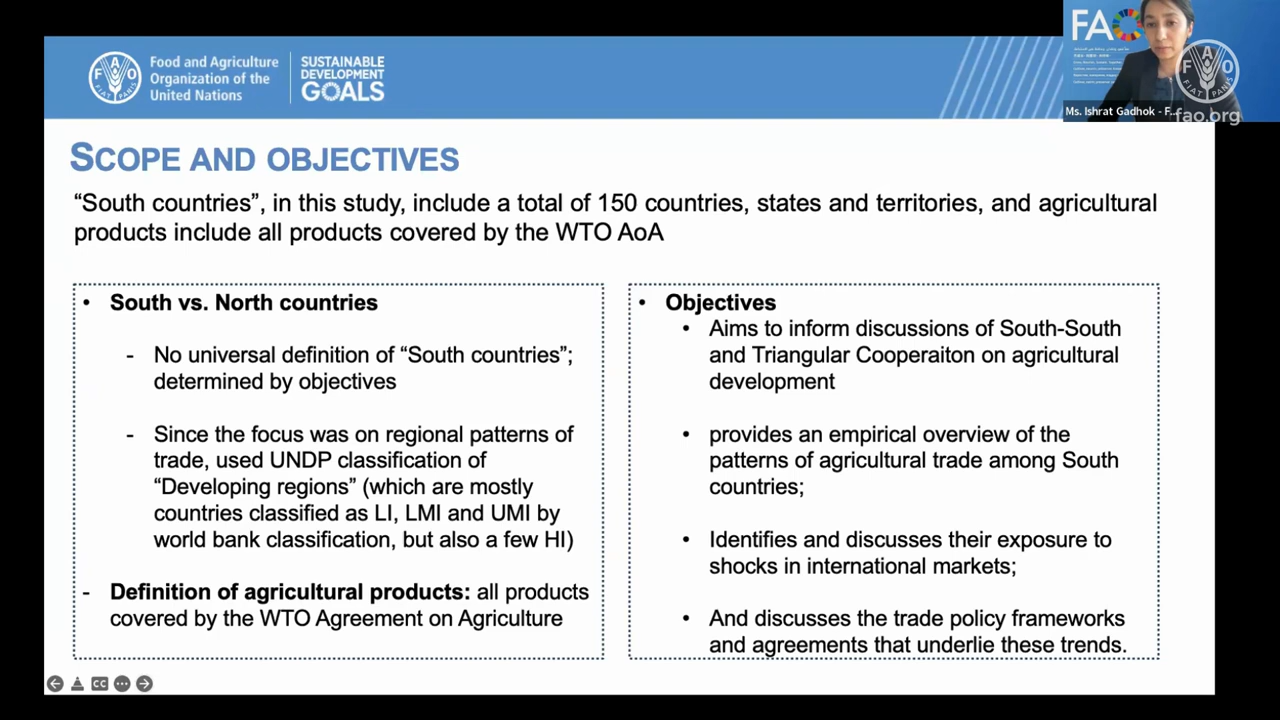 Food and Agriculture
Organization of the
United Nations
SUSTAINABLE
DEVELOPMENT
GOALS
FAO
FAO
FIAT PANIS
fao.org
Ms. Ishrat Gadhok - F...
SCOPE AND OBJECTIVES
“South countries”, in this study, include a total of 150 countries, states and territories, and agricultural
products include all products covered by the WTO AoA
• South vs. North countries
- No universal definition of “South countries”;
determined by objectives
- Since the focus was on regional patterns of
trade, used UNDP classification of
“Developing regions” (which are mostly
countries classified as LI, LMI and UMI by
world bank classification, but also a few HI)
- Definition of agricultural products: all products
covered by the WTO Agreement on Agriculture
• Objectives
• Aims to inform discussions of South-South
and Triangular Cooperaiton on agricultural
development
• provides an empirical overview of the
patterns of agricultural trade among South
countries;
• Identifies and discusses their exposure to
shocks in international markets;
• And discusses the trade policy frameworks
and agreements that underlie these trends.
CC